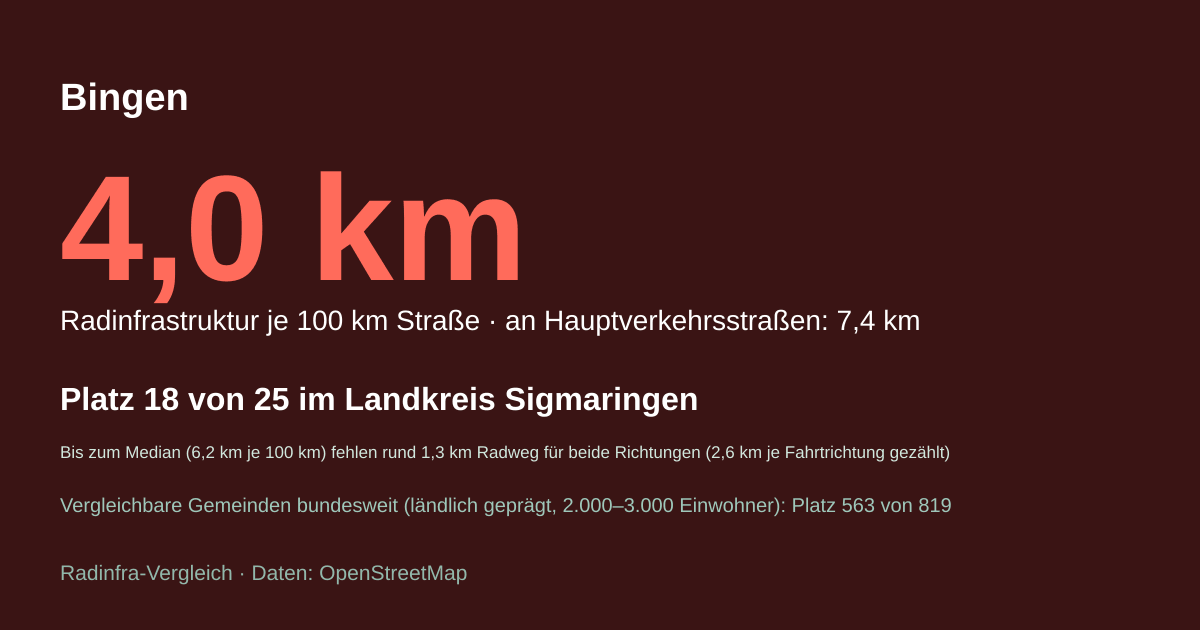 Bingen
4,0 km
Radinfrastruktur je 100 km Straße · an Hauptverkehrsstraßen: 7,4 km
Platz 18 von 25 im Landkreis Sigmaringen
Bis zum Median (6,2 km je 100 km) fehlen rund 1,3 km Radweg für beide Richtungen (2,6 km je Fahrtrichtung gezählt)
Vergleichbare Gemeinden bundesweit (ländlich geprägt, 2.000–3.000 Einwohner): Platz 563 von 819
Radinfra-Vergleich · Daten: OpenStreetMap